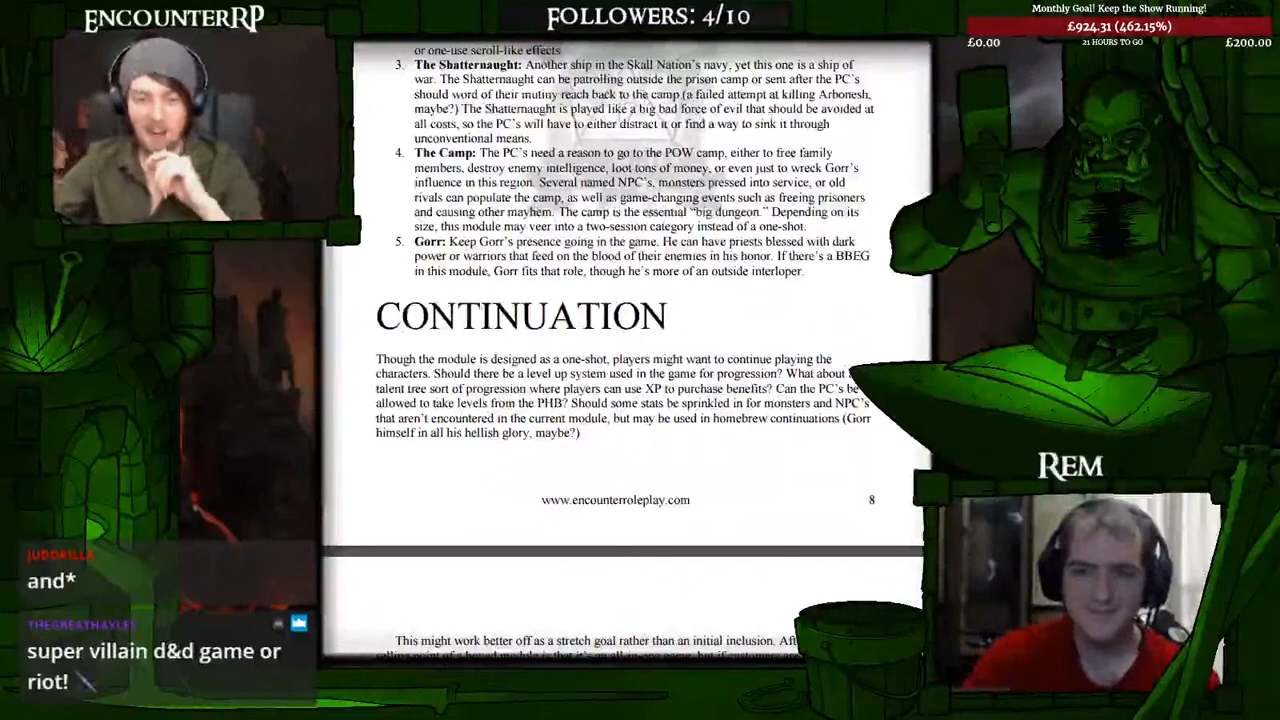 ENCOUNTERRP
FOLLOWERS: 4/10
Monthly Goal! Keep the Show Running!
£924.31 (462.15%)
£0.00
21 HOURS TO GO
£200.00
or one-use scroll-like effects
3. The Shatternaught: Another ship in the Skall Nation's navy, yet this one is a ship of
war. The Shatternaught can be patrolling outside the prison camp or sent after the PC's
should word of their mutiny reach back to the camp (a failed attempt at killing Arbonesh,
maybe?) The Shatternaught is played like a big bad force of evil that should be avoided at
all costs, so the PC's will have to either distract it or find a way to sink it through
unconventional means.
4. The Camp: The PC's need a reason to go to the POW camp, either to free family
members, destroy enemy intelligence, loot tons of money, or even just to wreck Gorr's
influence in this region. Several named NPC's, monsters pressed into service, or old
rivals can populate the camp, as well as game-changing events such as freeing prisoners
and causing other mayhem. The camp is the essential "big dungeon." Depending on its
size, this module may veer into a two-session category instead of a one-shot.
5. Gorr: Keep Gorr's presence going in the game. He can have priests blessed with dark
power or warriors that feed on the blood of their enemies in his honor. If there's a BBEG
in this module, Gorr fits that role, though he's more of an outside interloper.
CONTINUATION
Though the module is designed as a one-shot, players might want to continue playing the
characters. Should there be a level up system used in the game for progression? What about
talent tree sort of progression where players can use XP to purchase benefits? Can the PC's be
allowed to take levels from the PHB? Should some stats be sprinkled in for monsters and NPC's
that aren't encountered in the current module, but may be used in homebrew continuations (Gorr
himself in all his hellish glory, maybe?)
www.encounterroleplay.com
8
This might work better off as a stretch goal rather than an initial inclusion.
REM
JUDOKILLA
and*
THEGREATHAYLES
super villain d&d game or
riot!